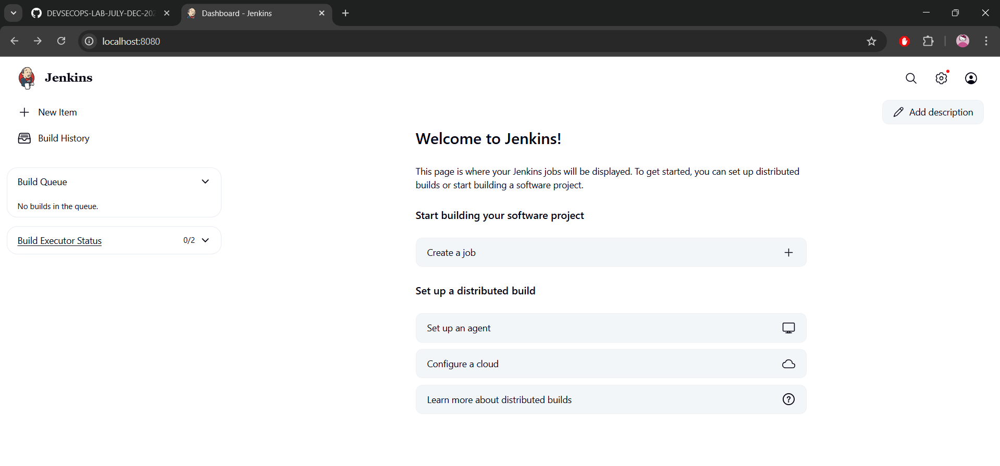 DEVSECOPS-LAB-JULY-DEC-202
Dashboard - Jenkins
localhost:8080
Jenkins
New Item
Add description
Build History
Welcome to Jenkins!
This page is where your Jenkins jobs will be displayed. To get started, you can set up distributed
builds or start building a software project.
Build Queue
No builds in the queue.
Start building your software project
Build Executor Status 0/2
Create a job
Set up a distributed build
Set up an agent
Configure a cloud
Learn more about distributed builds